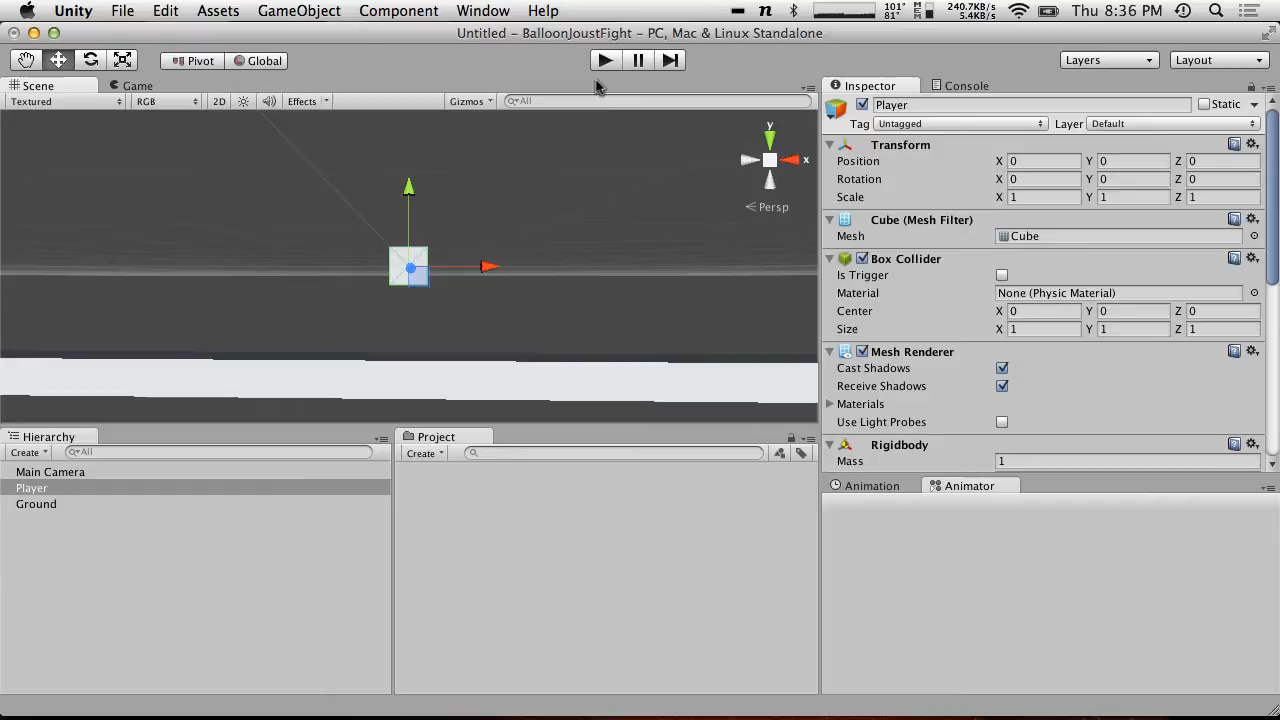 Unity File Edit Assets GameObject Component Window Help 101° 81° MEM 240.7KB/s 5.4KB/s Thu 8:36 PM
Untitled - BalloonJoustFight - PC, Mac & Linux Standalone
Pivot Global Layers Layout
Scene Game Inspector Console
Textured RGB 2D Effects Gizmos All
Player Static
Tag Untagged Layer Default
y
x
Persp
Transform
Position X 0 Y 0 Z 0
Rotation X 0 Y 0 Z 0
Scale X 1 Y 1 Z 1
Cube (Mesh Filter)
Mesh Cube
Box Collider
Is Trigger
Material None (Physic Material)
Center X 0 Y 0 Z 0
Size X 1 Y 1 Z 1
Mesh Renderer
Cast Shadows
Receive Shadows
Materials
Use Light Probes
Rigidbody
Mass 1
Hierarchy
Create All
Main Camera
Player
Ground
Project
Create
Animation Animator